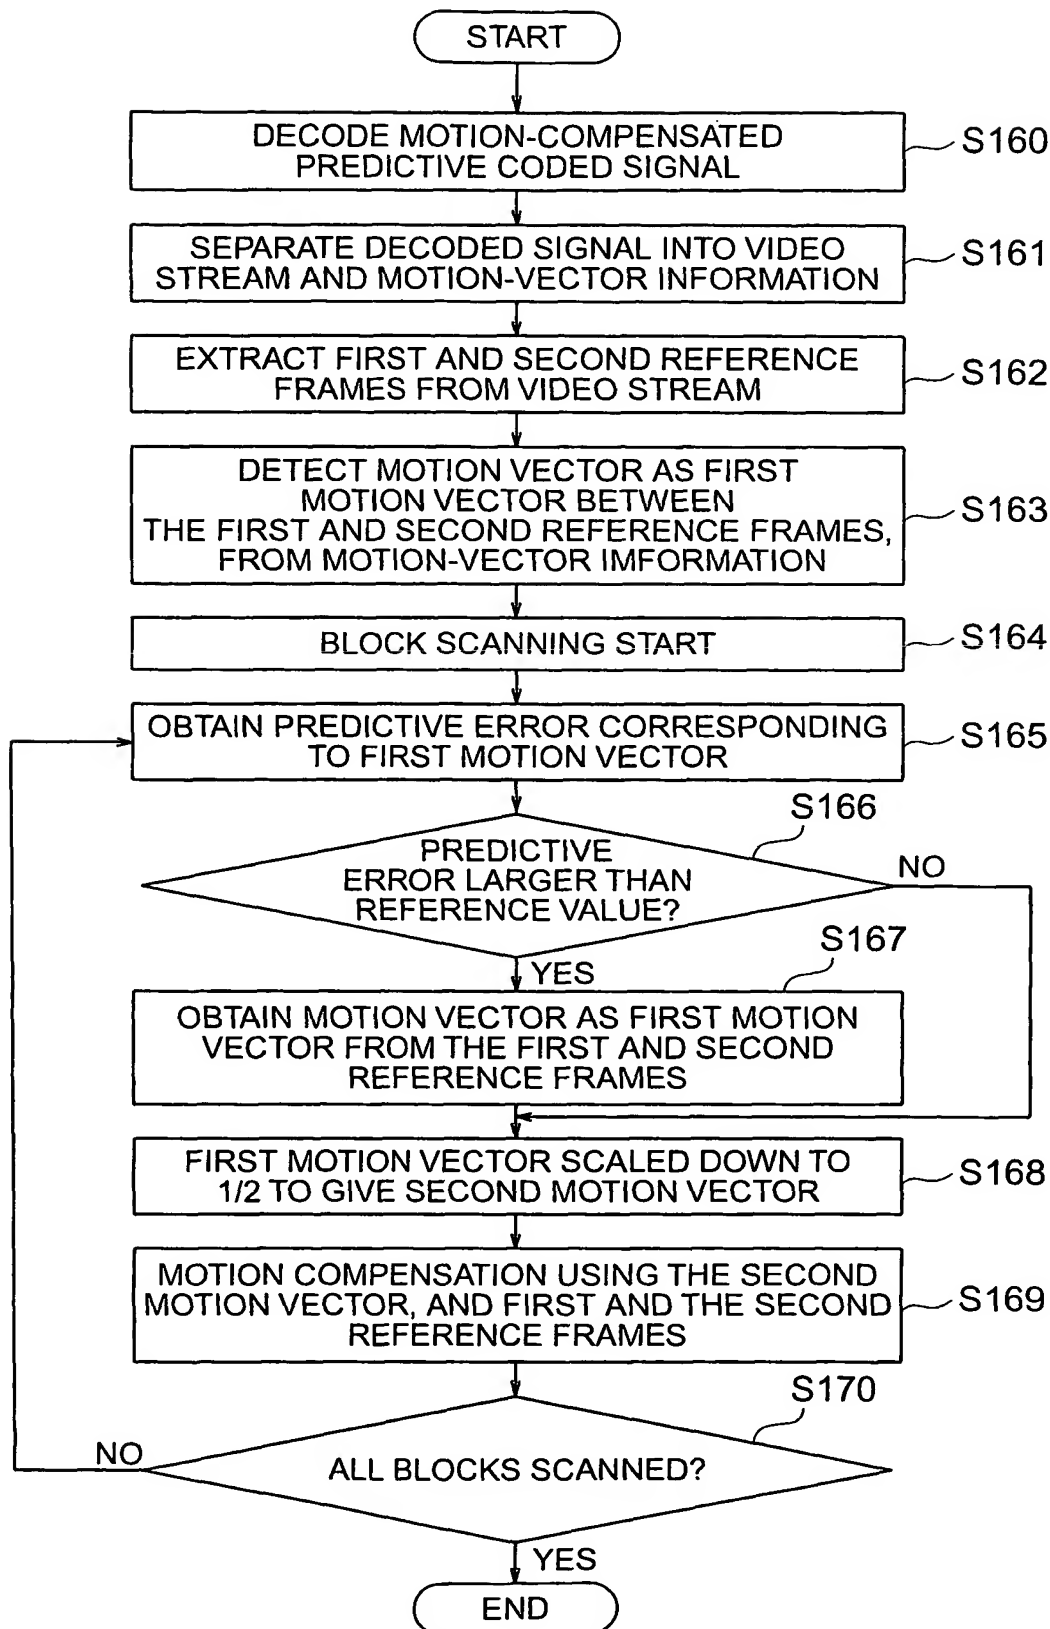 START
DECODE MOTION-COMPENSATED
PREDICTIVE CODED SIGNAL
S160
SEPARATE DECODED SIGNAL INTO VIDEO
STREAM AND MOTION-VECTOR INFORMATION
S161
EXTRACT FIRST AND SECOND REFERENCE
FRAMES FROM VIDEO STREAM
S162
DETECT MOTION VECTOR AS FIRST
MOTION VECTOR BETWEEN
THE FIRST AND SECOND REFERENCE FRAMES,
FROM MOTION-VECTOR IMFORMATION
S163
BLOCK SCANNING START
S164
OBTAIN PREDICTIVE ERROR CORRESPONDING
TO FIRST MOTION VECTOR
S165
S166
PREDICTIVE
ERROR LARGER THAN
REFERENCE VALUE?
NO
YES
S167
OBTAIN MOTION VECTOR AS FIRST MOTION
VECTOR FROM THE FIRST AND SECOND
REFERENCE FRAMES
FIRST MOTION VECTOR SCALED DOWN TO
1/2 TO GIVE SECOND MOTION VECTOR
S168
MOTION COMPENSATION USING THE SECOND
MOTION VECTOR, AND FIRST AND THE SECOND
REFERENCE FRAMES
S169
S170
NO
ALL BLOCKS SCANNED?
YES
END